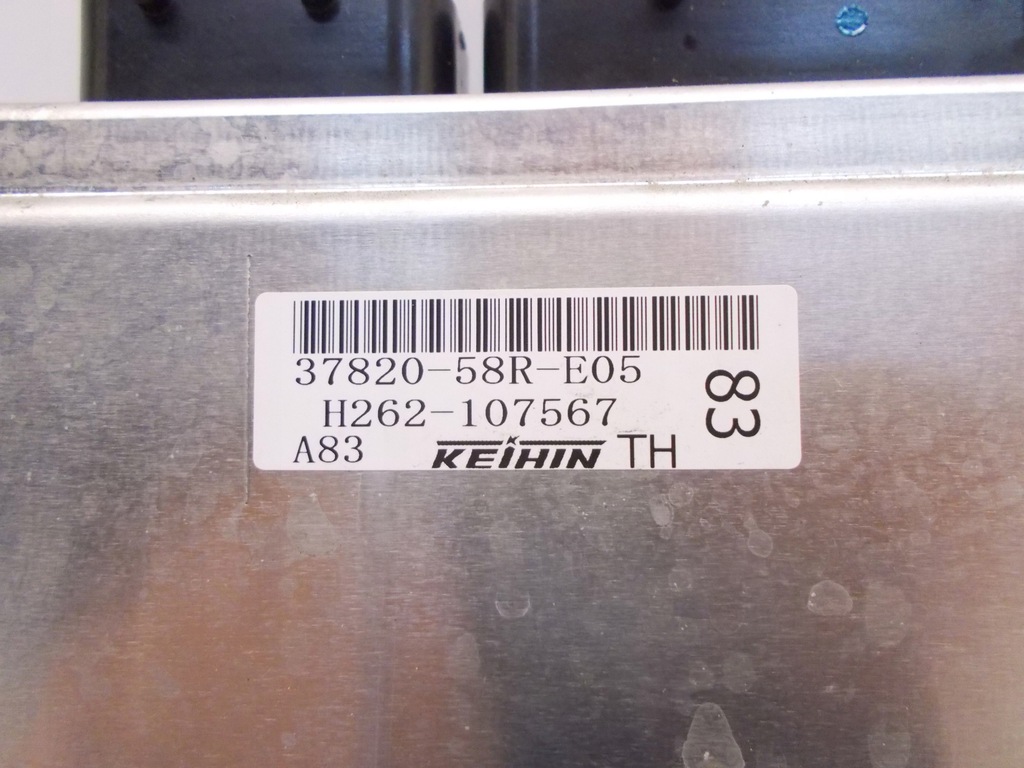 37820-58R-E05
H262-107567
A83 KEIHIN TH
83